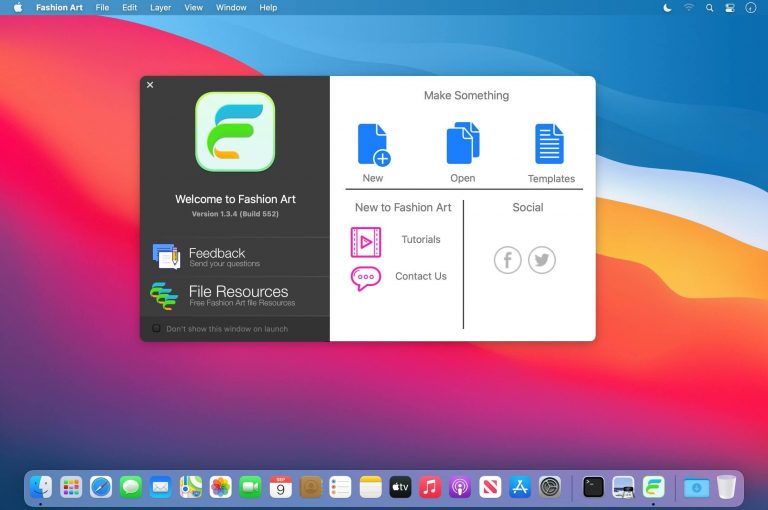 Fashion Art File Edit Layer View Window Help
Welcome to Fashion Art
Version 1.3.4 (Build 552)
Feedback
Send your questions
File Resources
Free Fashion Art file Resources
Don't show this window on launch
Make Something
New Open Templates
New to Fashion Art
Tutorials
Contact Us
Social
SEP
9
tv